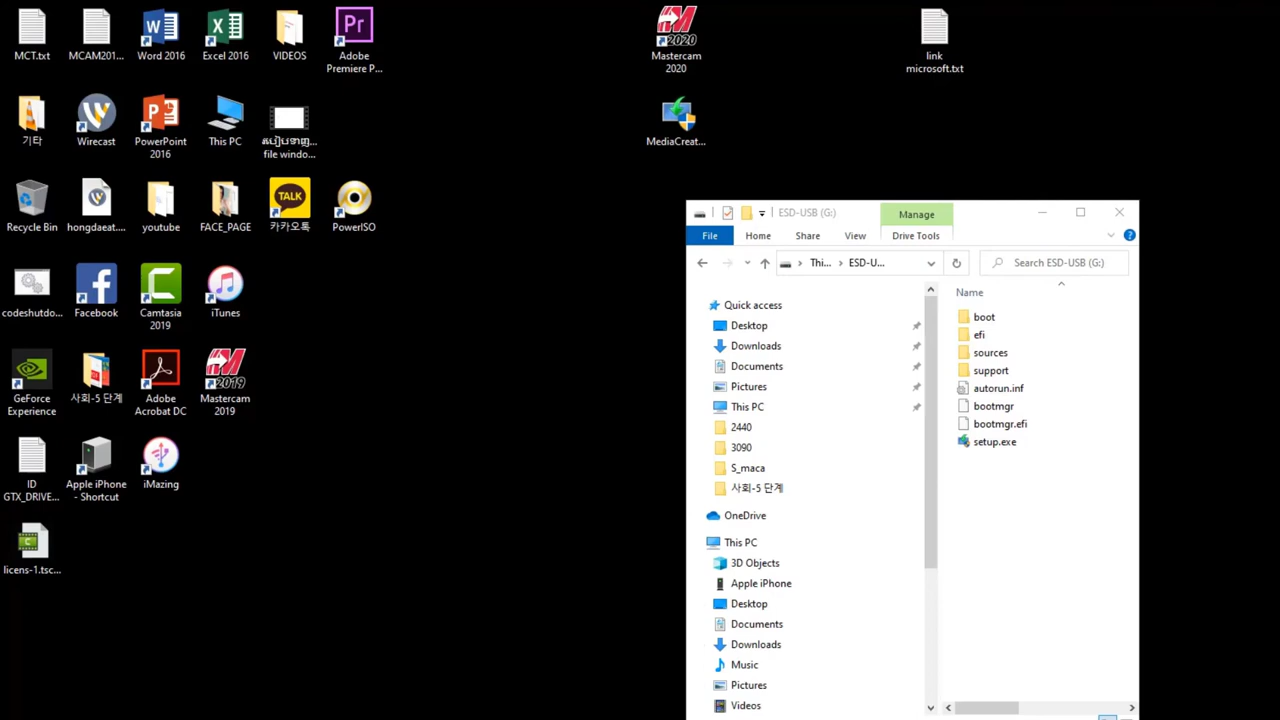 MCT.txt
MCAM201...
Word 2016
Excel 2016
VIDEOS
Adobe
Premiere P...
Mastercam
2020
link
microsoft.txt
기타
Wirecast
PowerPoint
2016
This PC
file windo...
MediaCreat...
Recycle Bin
hongdaeat....
youtube
FACE_PAGE
TALK
카카오톡
PowerISO
codeshutdo...
Facebook
Camtasia
2019
iTunes
GeForce
Experience
사회-5 단계
Adobe
Acrobat DC
2019
Mastercam
2019
ID
GTX_DRIVE...
Apple iPhone
- Shortcut
iMazing
licens-1.tsc...
ESD-USB (G:)
Manage
File
Home
Share
View
Drive Tools
Thi...
ESD-U...
Search ESD-USB (G:)
Quick access
Desktop
Downloads
Documents
Pictures
This PC
2440
3090
S_maca
사회-5 단계
OneDrive
This PC
3D Objects
Apple iPhone
Desktop
Documents
Downloads
Music
Pictures
Videos
Name
boot
efi
sources
support
autorun.inf
bootmgr
bootmgr.efi
setup.exe